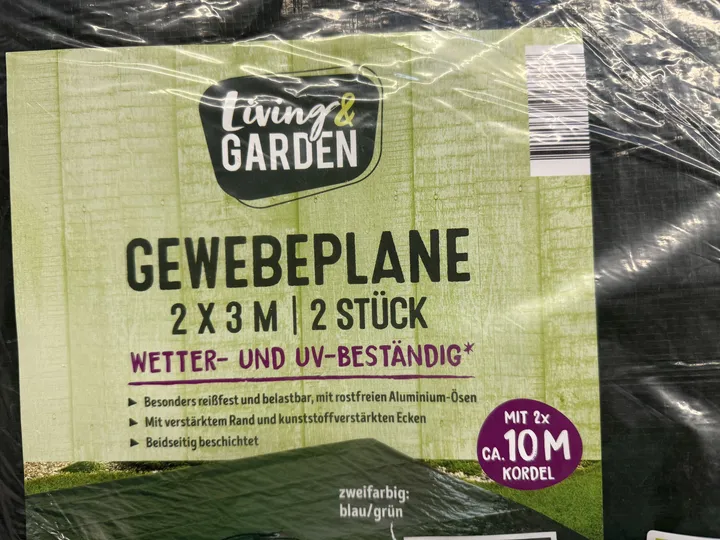 Living&
GARDEN
GEWEBEPLANE
2 X 3 M | 2 STÜCK
WETTER- UND UV-BESTÄNDIG*
▶ Besonders reißfest und belastbar, mit rostfreien Aluminium-Ösen
▶ Mit verstärktem Rand und kunststoffverstärkten Ecken
▶ Beidseitig beschichtet
MIT 2x
CA. 10 M
KORDEL
zweifarbig:
blau/grün